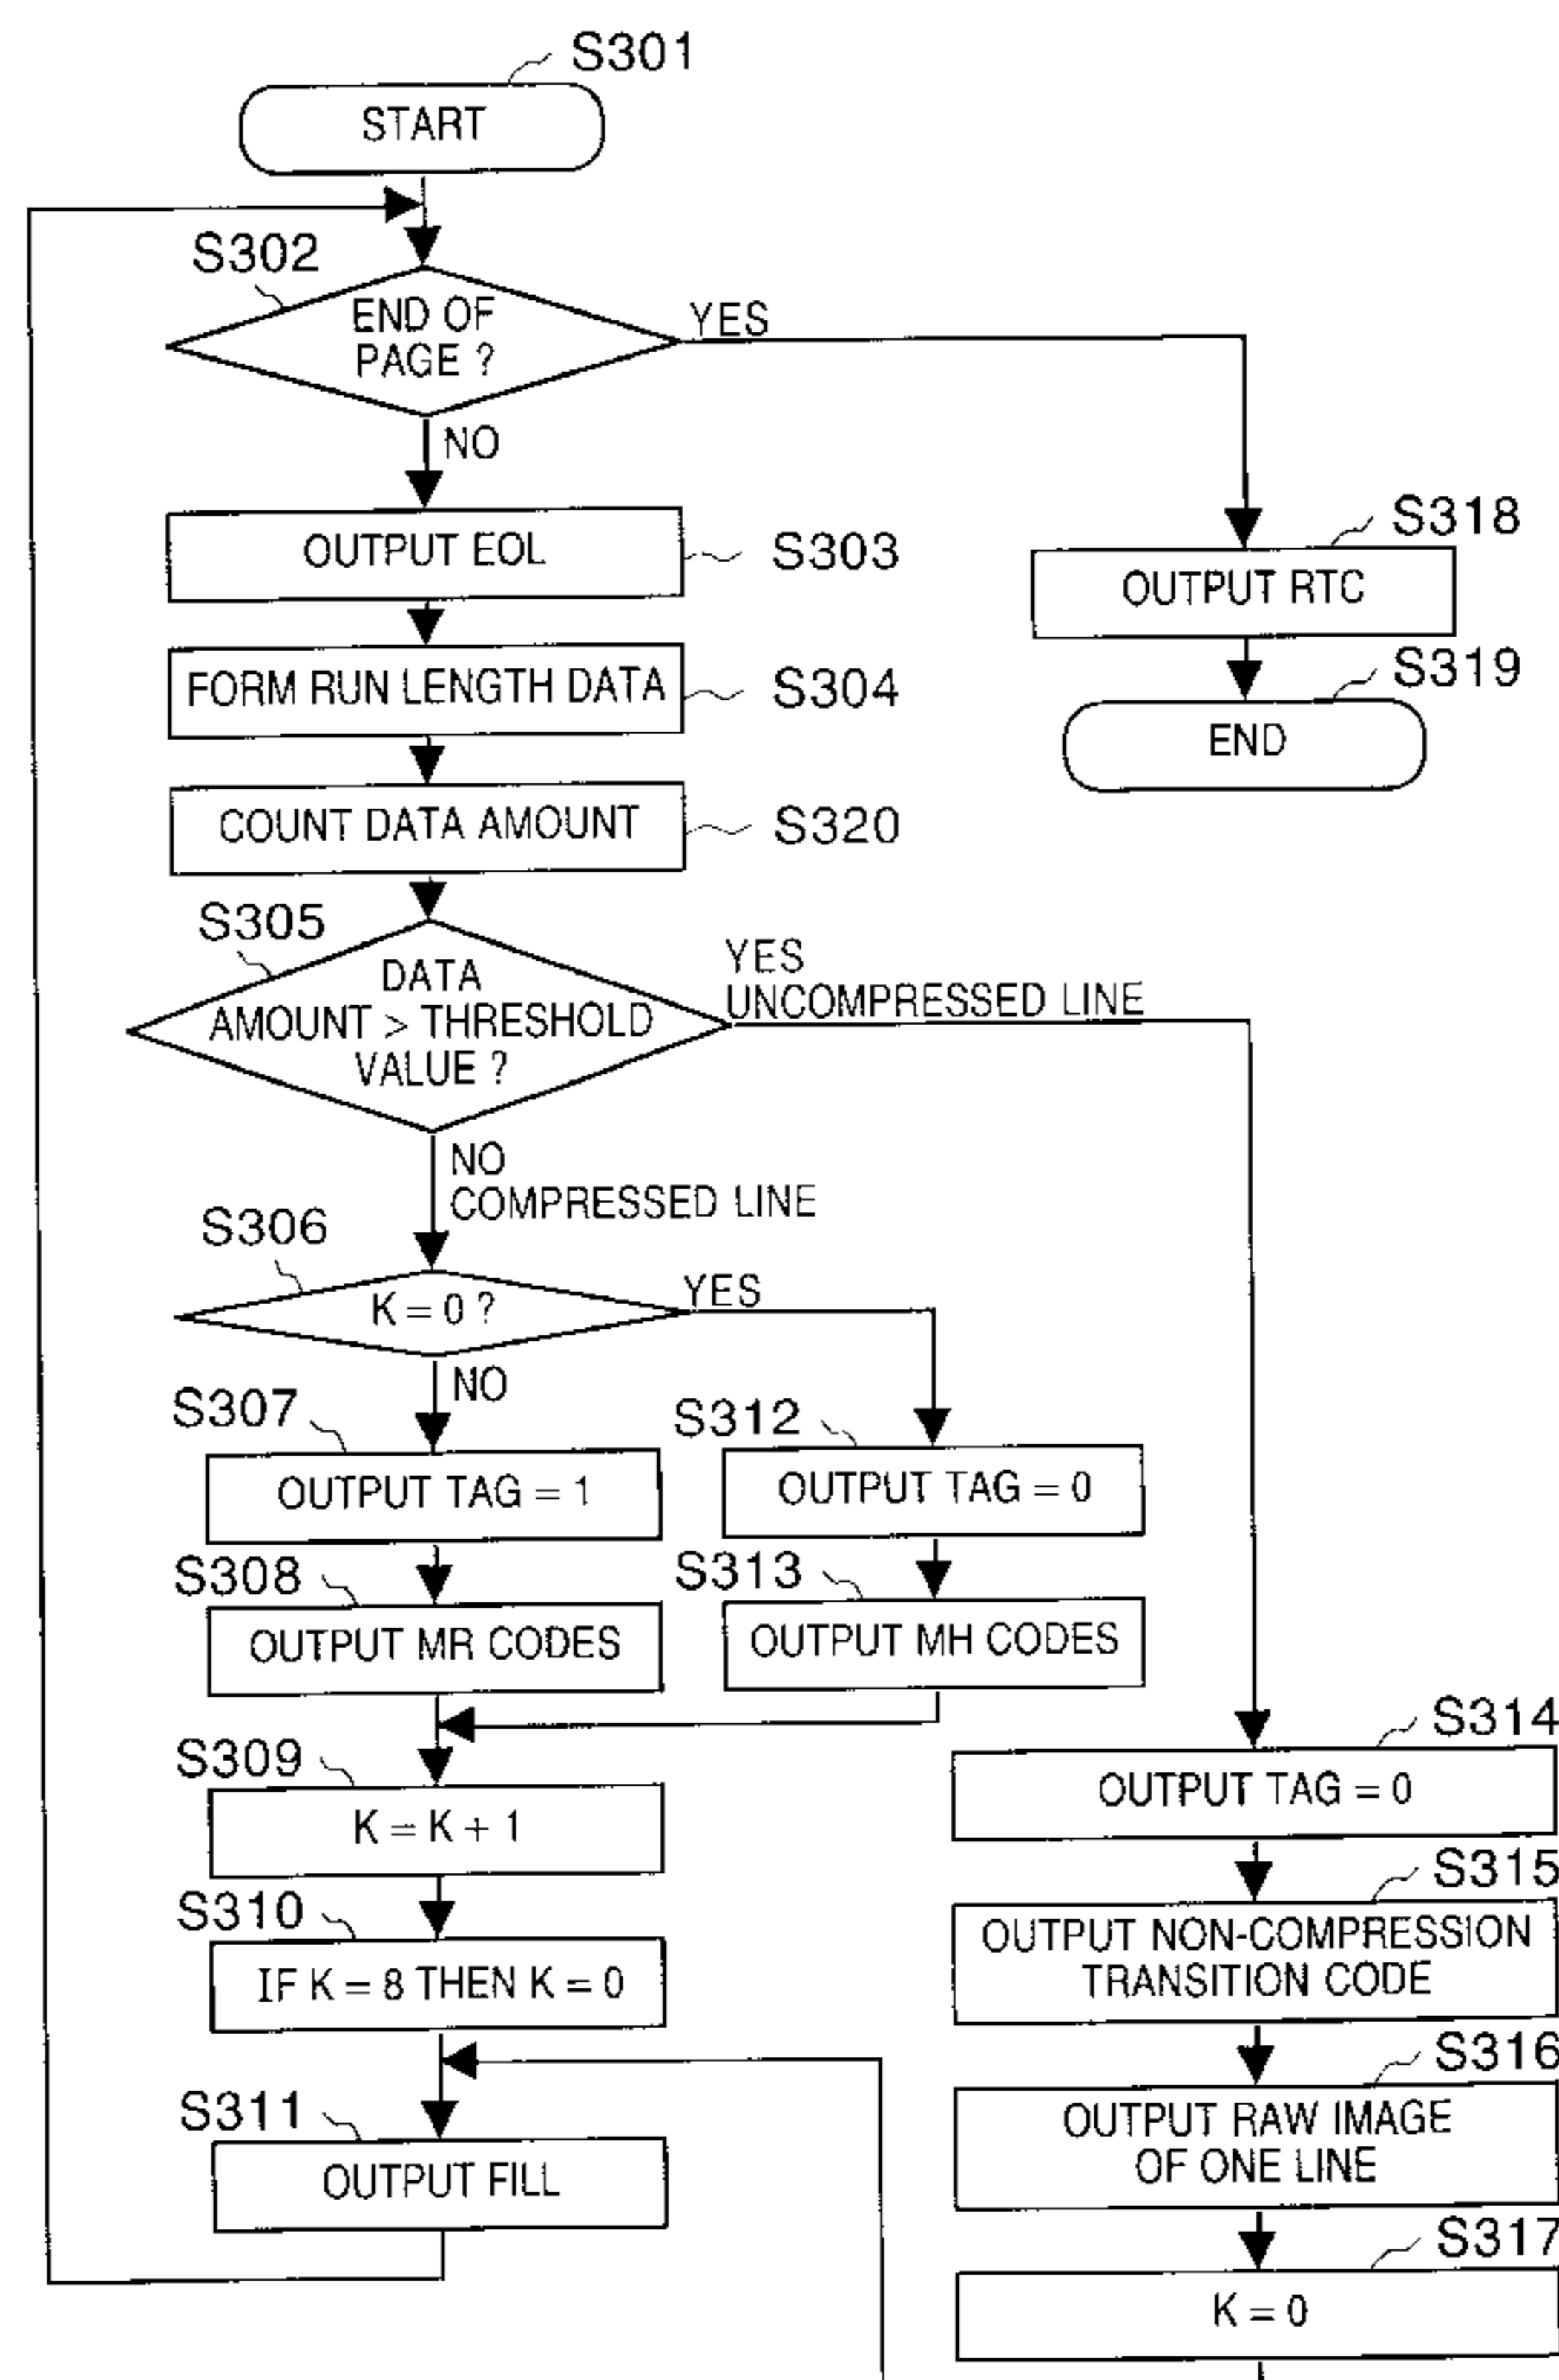 S301
START
S302
END OF
PAGE ?
YES
NO
OUTPUT EOL
S303
S318
OUTPUT RTC
FORM RUN LENGTH DATA
S304
S319
END
COUNT DATA AMOUNT
S320
S305
DATA
AMOUNT > THRESHOLD
VALUE ?
YES
UNCOMPRESSED LINE
NO
COMPRESSED LINE
S306
K = 0 ?
YES
NO
S307
OUTPUT TAG = 1
S312
OUTPUT TAG = 0
S308
OUTPUT MR CODES
S313
OUTPUT MH CODES
S309
K = K + 1
S314
OUTPUT TAG = 0
S310
IF K = 8 THEN K = 0
S315
OUTPUT NON-COMPRESSION
TRANSITION CODE
S311
OUTPUT FILL
S316
OUTPUT RAW IMAGE
OF ONE LINE
S317
K = 0